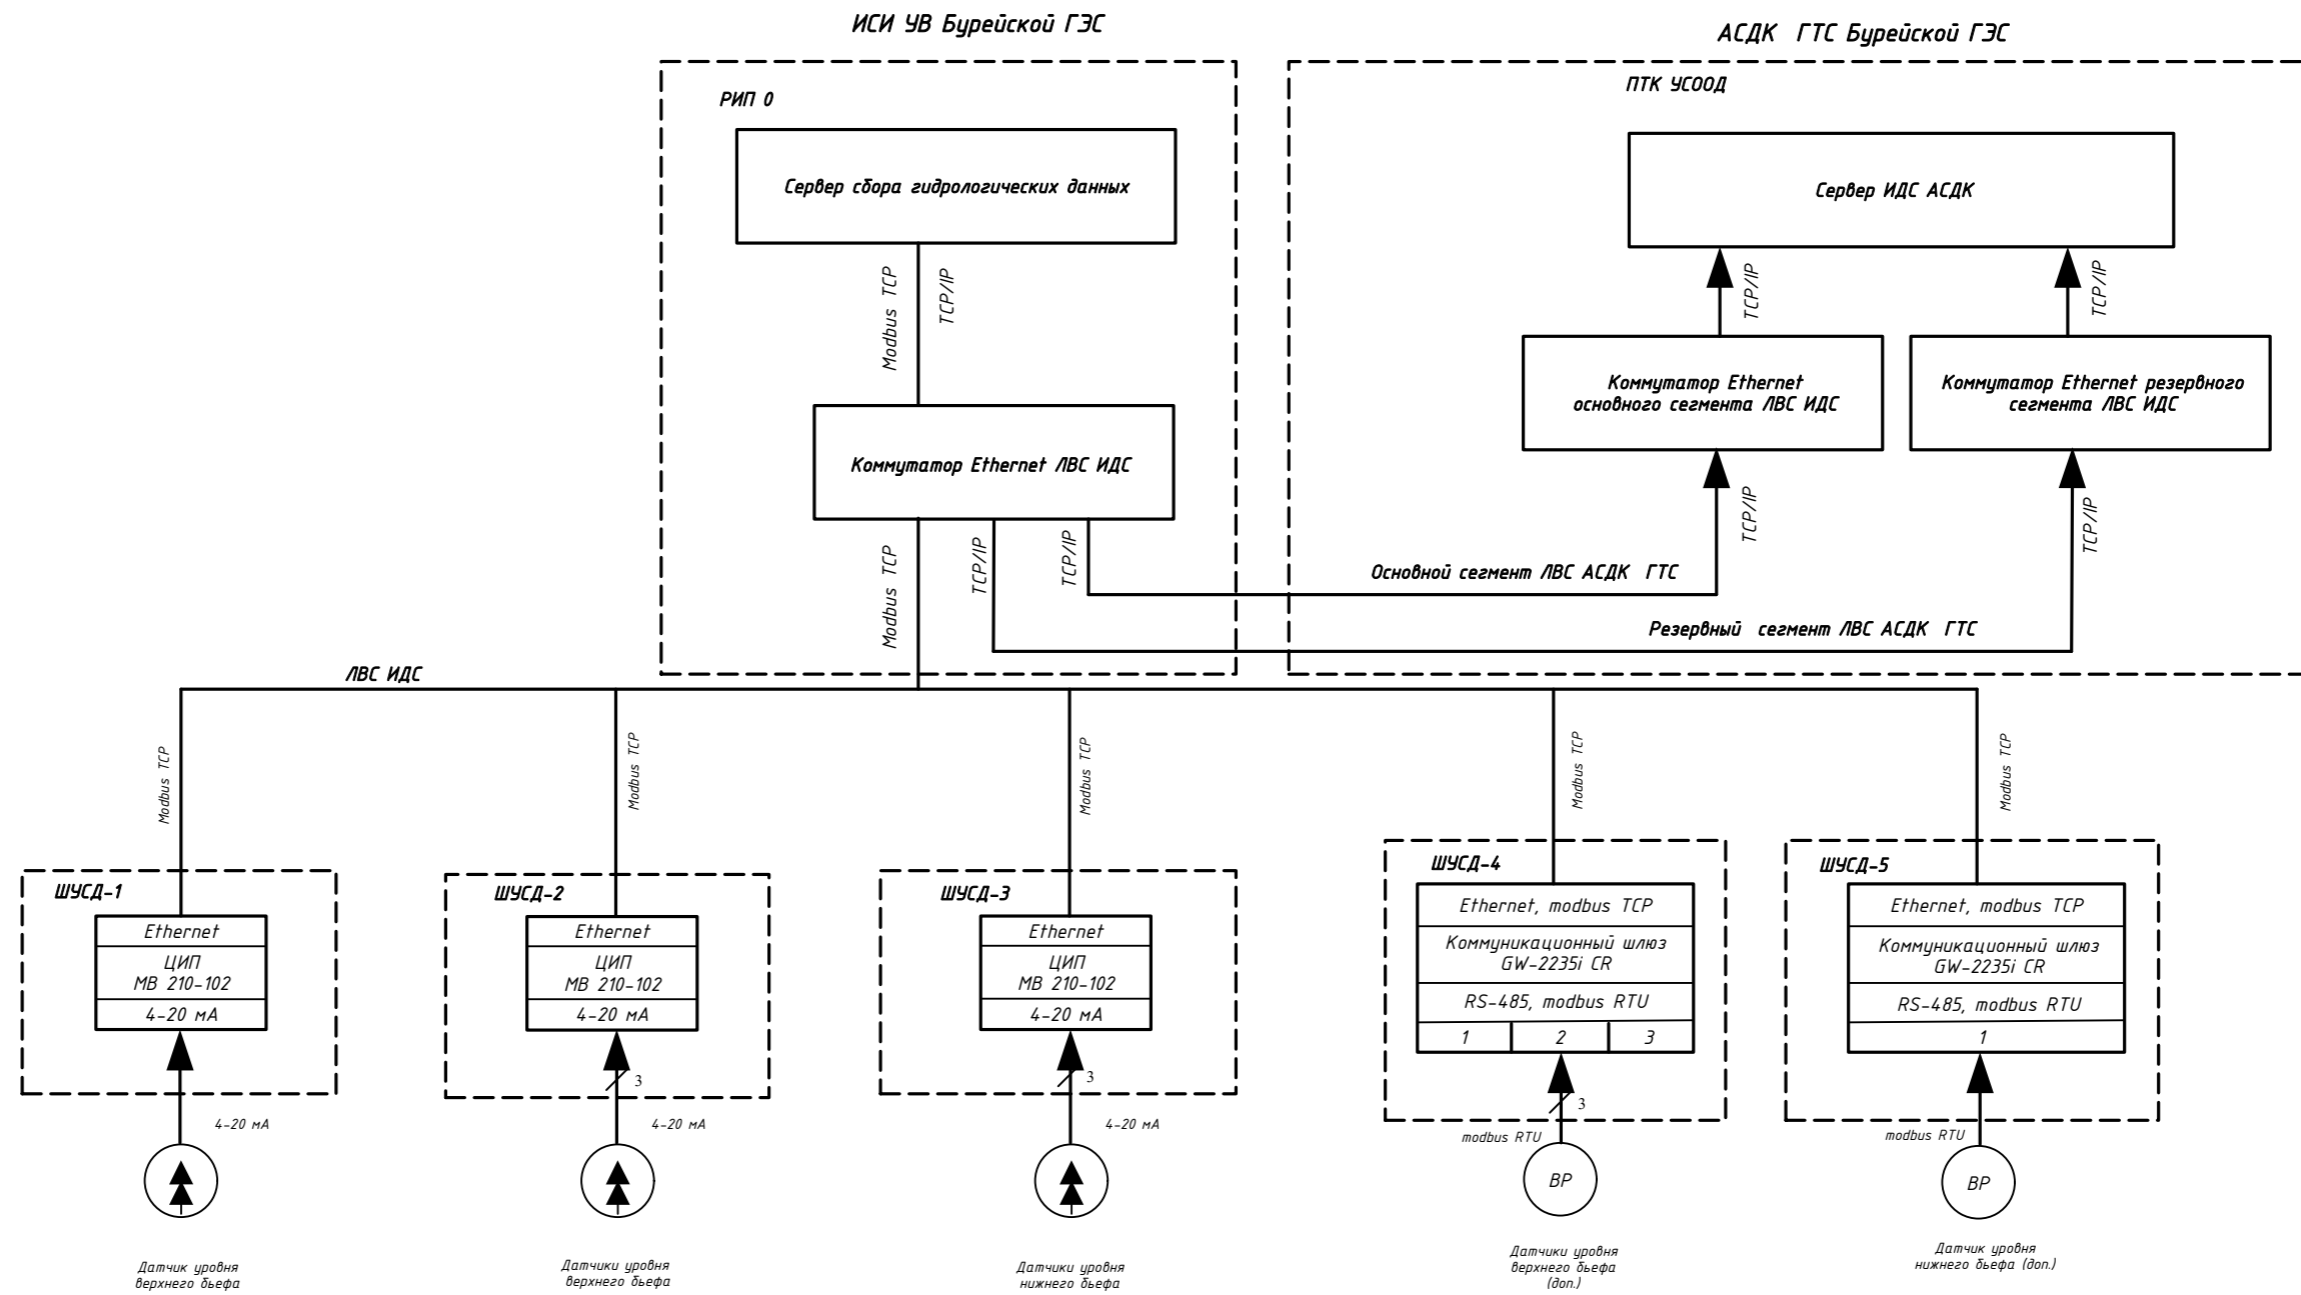 ИСИ УВ Бурейской ГЭС
АСДК ГТС Бурейской ГЭС
РИП 0
ПТК УСООД
Сервер сбора гидрологических данных
Сервер ИДС АСДК
Modbus TCP
TCP/IP
TCP/IP
TCP/IP
Коммутатор Ethernet
основного сегмента ЛВС ИДС
Коммутатор Ethernet резервного
сегмента ЛВС ИДС
Коммутатор Ethernet ЛВС ИДС
Modbus TCP
TCP/IP
TCP/IP
TCP/IP
TCP/IP
Основной сегмент ЛВС АСДК ГТС
Резервный сегмент ЛВС АСДК ГТС
ЛВС ИДС
Modbus TCP
Modbus TCP
Modbus TCP
Modbus TCP
Modbus TCP
ШУСД-1
Ethernet
ЦИП
МВ 210-102
4-20 мА
4-20 мА
Датчик уровня
верхнего бьефа
ШУСД-2
Ethernet
ЦИП
МВ 210-102
4-20 мА
3
4-20 мА
Датчики уровня
верхнего бьефа
ШУСД-3
Ethernet
ЦИП
МВ 210-102
4-20 мА
3
4-20 мА
Датчики уровня
нижнего бьефа
ШУСД-4
Ethernet, modbus TCP
Коммуникационный шлюз
GW-2235i CR
RS-485, modbus RTU
1 2 3
3
modbus RTU
BP
Датчики уровня
верхнего бьефа
(доп.)
ШУСД-5
Ethernet, modbus TCP
Коммуникационный шлюз
GW-2235i CR
RS-485, modbus RTU
1
modbus RTU
BP
Датчик уровня
нижнего бьефа (доп.)